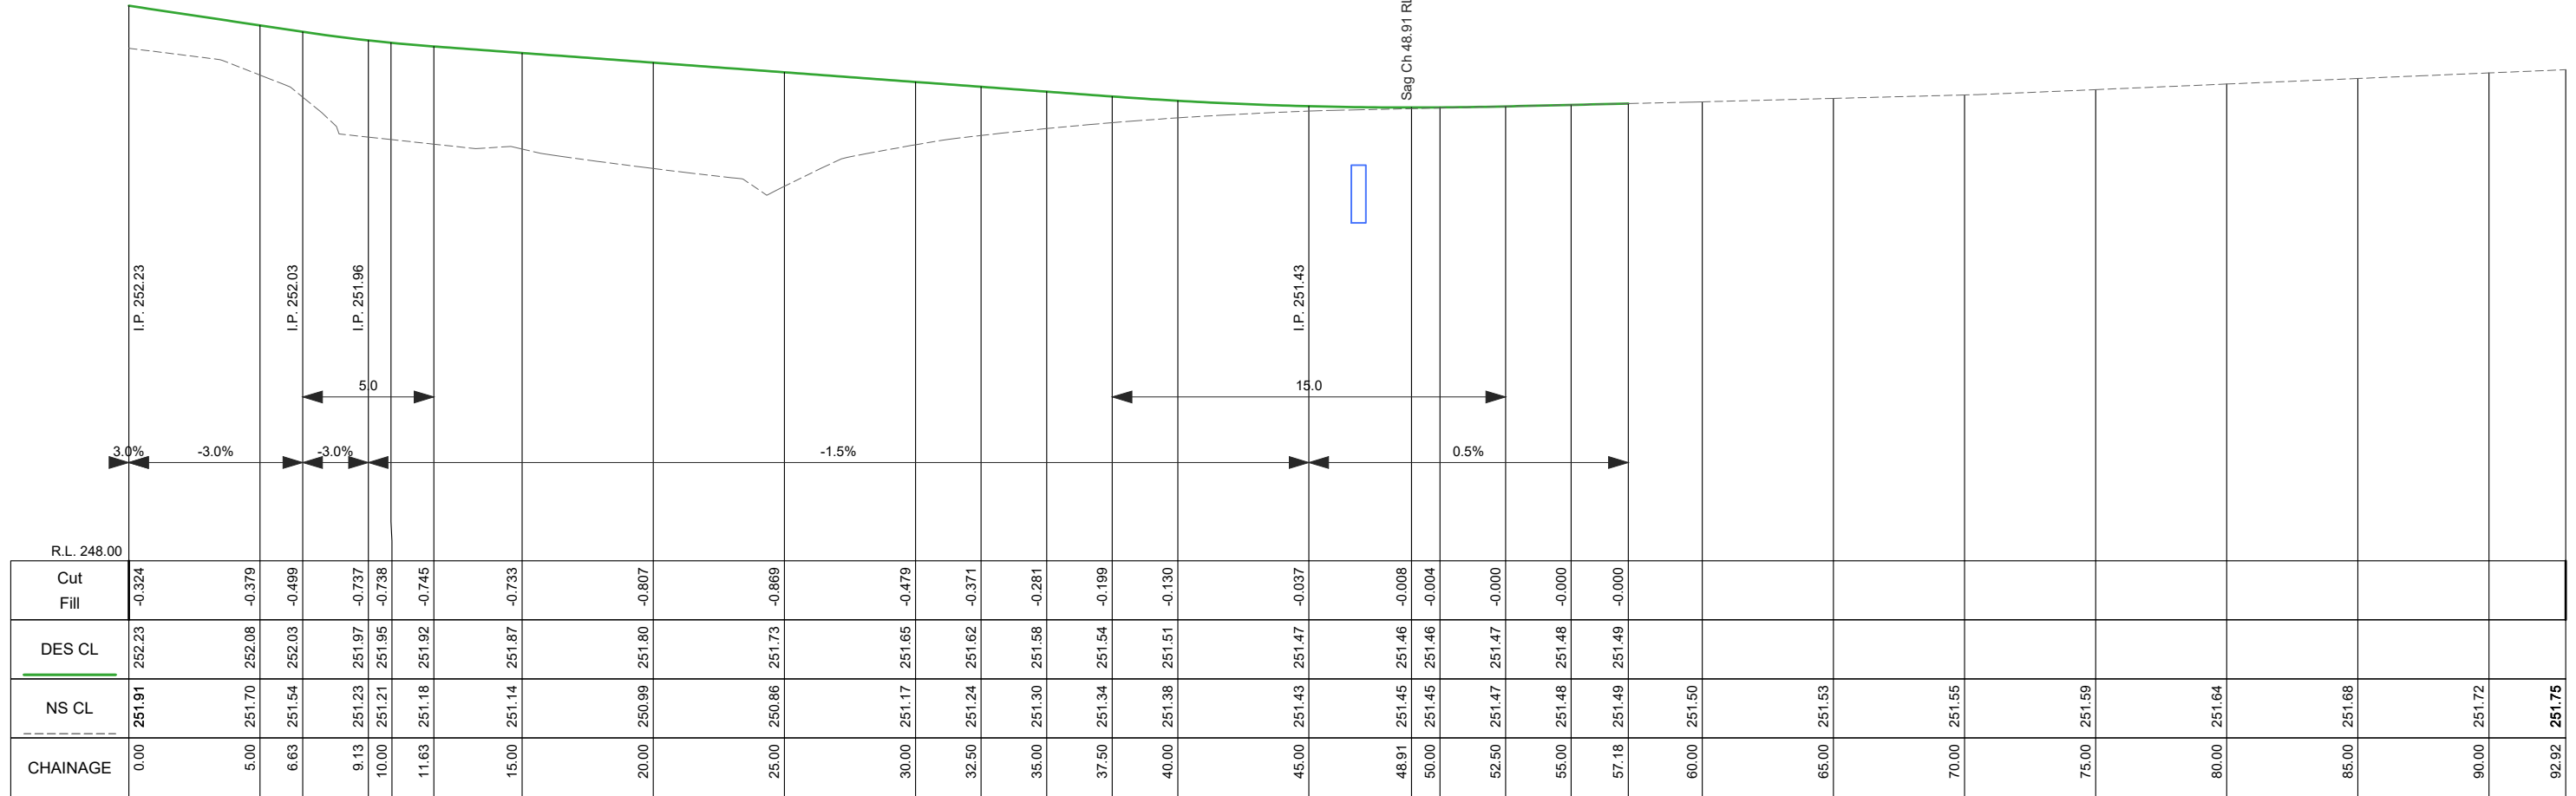 Sag Ch 48.91 RL
I.P. 252.23
I.P. 252.03
I.P. 251.96
I.P. 251.43
5.0
15.0
3.0% -3.0% -3.0% -1.5% 0.5%
R.L. 248.00
Cut
Fill
-0.324 -0.379 -0.499 -0.737 -0.738 -0.745 -0.733 -0.807 -0.869 -0.479 -0.371 -0.281 -0.199 -0.130 -0.037 -0.008 -0.004 -0.000 -0.000 -0.000
DES CL 252.23 252.08 252.03 251.97 251.95 251.92 251.87 251.80 251.73 251.65 251.62 251.58 251.54 251.51 251.47 251.46 251.46 251.47 251.48 251.49
NS CL 251.91 251.70 251.54 251.23 251.21 251.18 251.14 250.99 250.86 251.17 251.24 251.30 251.34 251.38 251.43 251.45 251.45 251.47 251.48 251.49 251.50 251.53 251.55 251.59 251.64 251.68 251.72 251.75
CHAINAGE 0.00 5.00 6.63 9.13 10.00 11.63 15.00 20.00 25.00 30.00 32.50 35.00 37.50 40.00 45.00 48.91 50.00 52.50 55.00 57.18 60.00 65.00 70.00 75.00 80.00 85.00 90.00 92.92